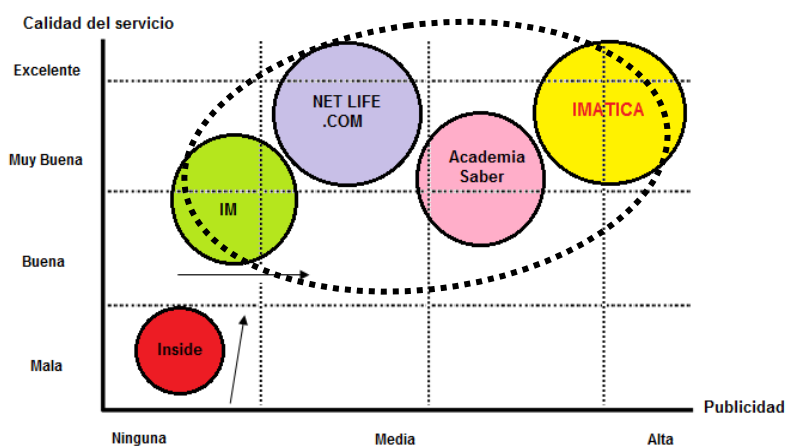 Calidad del servicio
Excelente
NET LIFE
.COM
IMATICA
Muy Buena
Academia
Saber
IM
Buena
Inside
Mala
Publicidad
Ninguna
Media
Alta